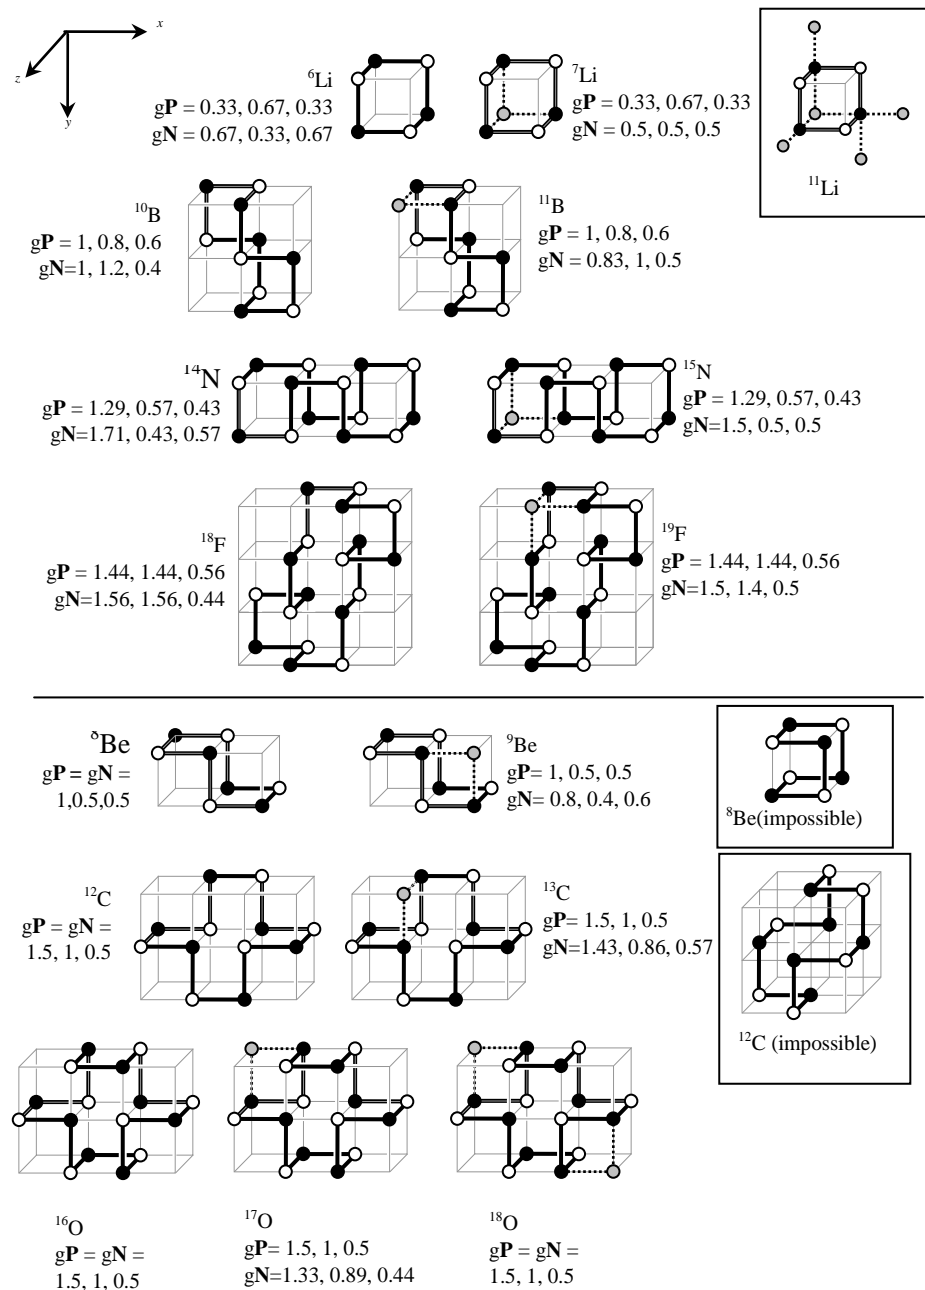 x
z
y
⁶Li
gP = 0.33, 0.67, 0.33
gN = 0.67, 0.33, 0.67
⁷Li
gP = 0.33, 0.67, 0.33
gN = 0.5, 0.5, 0.5
¹¹Li
¹⁰B
gP = 1, 0.8, 0.6
gN=1, 1.2, 0.4
¹¹B
gP = 1, 0.8, 0.6
gN = 0.83, 1, 0.5
¹⁴N
gP = 1.29, 0.57, 0.43
gN=1.71, 0.43, 0.57
¹⁵N
gP = 1.29, 0.57, 0.43
gN=1.5, 0.5, 0.5
¹⁸F
gP = 1.44, 1.44, 0.56
gN=1.56, 1.56, 0.44
¹⁹F
gP = 1.44, 1.44, 0.56
gN=1.5, 1.4, 0.5
⁸Be
gP = gN =
1,0.5,0.5
⁹Be
gP= 1, 0.5, 0.5
gN= 0.8, 0.4, 0.6
⁸Be(impossible)
¹²C
gP = gN =
1.5, 1, 0.5
¹³C
gP= 1.5, 1, 0.5
gN=1.43, 0.86, 0.57
¹²C (impossible)
¹⁶O
gP = gN =
1.5, 1, 0.5
¹⁷O
gP= 1.5, 1, 0.5
gN=1.33, 0.89, 0.44
¹⁸O
gP = gN =
1.5, 1, 0.5